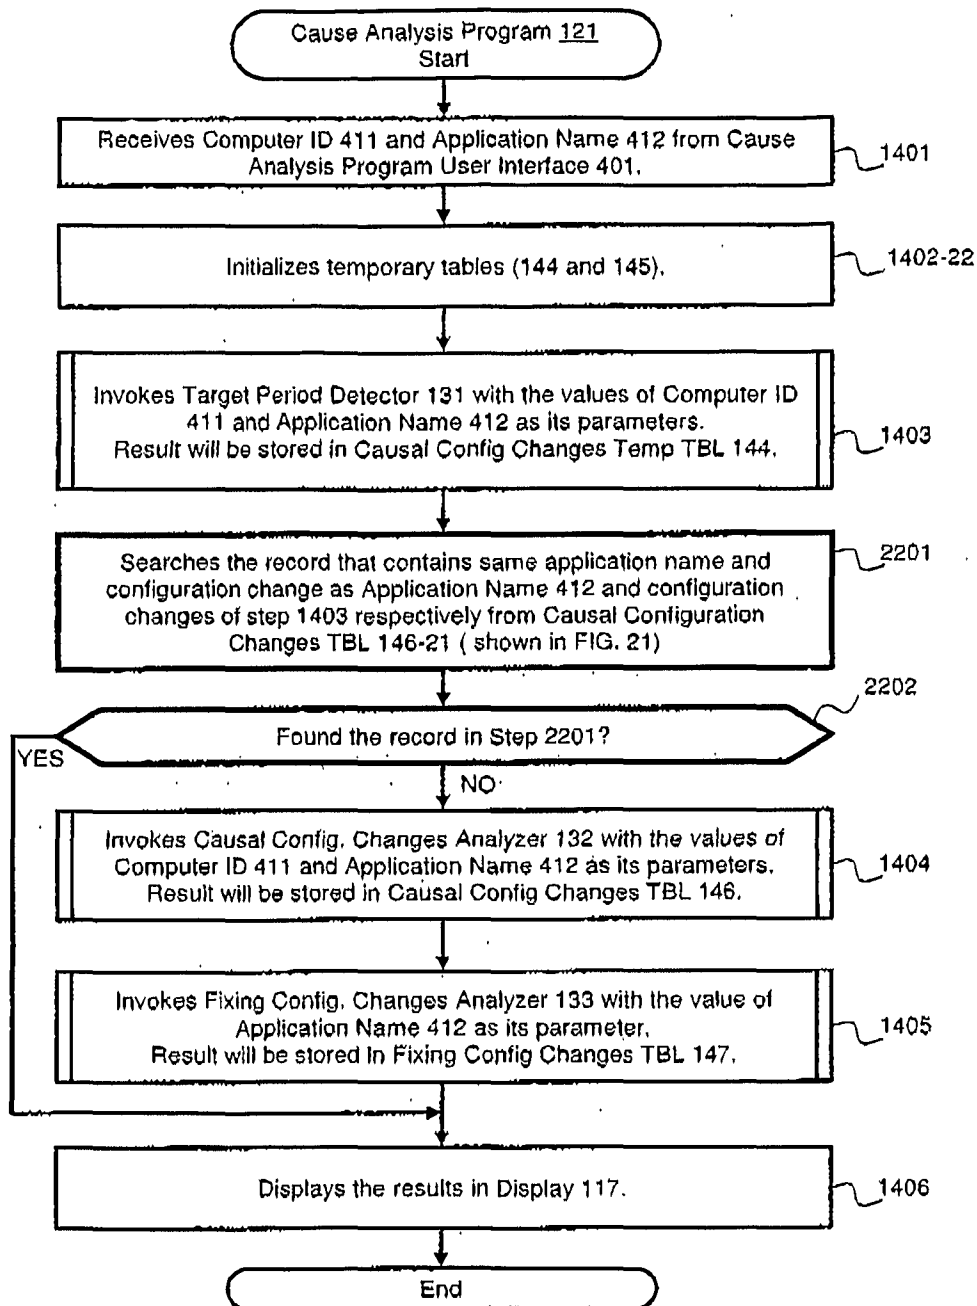 Cause Analysis Program 121
Start
Receives Computer ID 411 and Application Name 412 from Cause
Analysis Program User Interface 401.
1401
Initializes temporary tables (144 and 145).
1402-22
Invokes Target Period Detector 131 with the values of Computer ID
411 and Application Name 412 as its parameters.
Result will be stored in Causal Config Changes Temp TBL 144.
1403
Searches the record that contains same application name and
configuration change as Application Name 412 and configuration
changes of step 1403 respectively from Causal Configuration
Changes TBL 146-21 ( shown in FIG. 21)
2201
2202
Found the record in Step 2201?
YES
NO
Invokes Causal Config. Changes Analyzer 132 with the values of
Computer ID 411 and Application Name 412 as its parameters.
Result will be stored in Causal Config Changes TBL 146.
1404
Invokes Fixing Config. Changes Analyzer 133 with the value of
Application Name 412 as its parameter.
Result will be stored in Fixing Config Changes TBL 147.
1405
Displays the results in Display 117.
1406
End